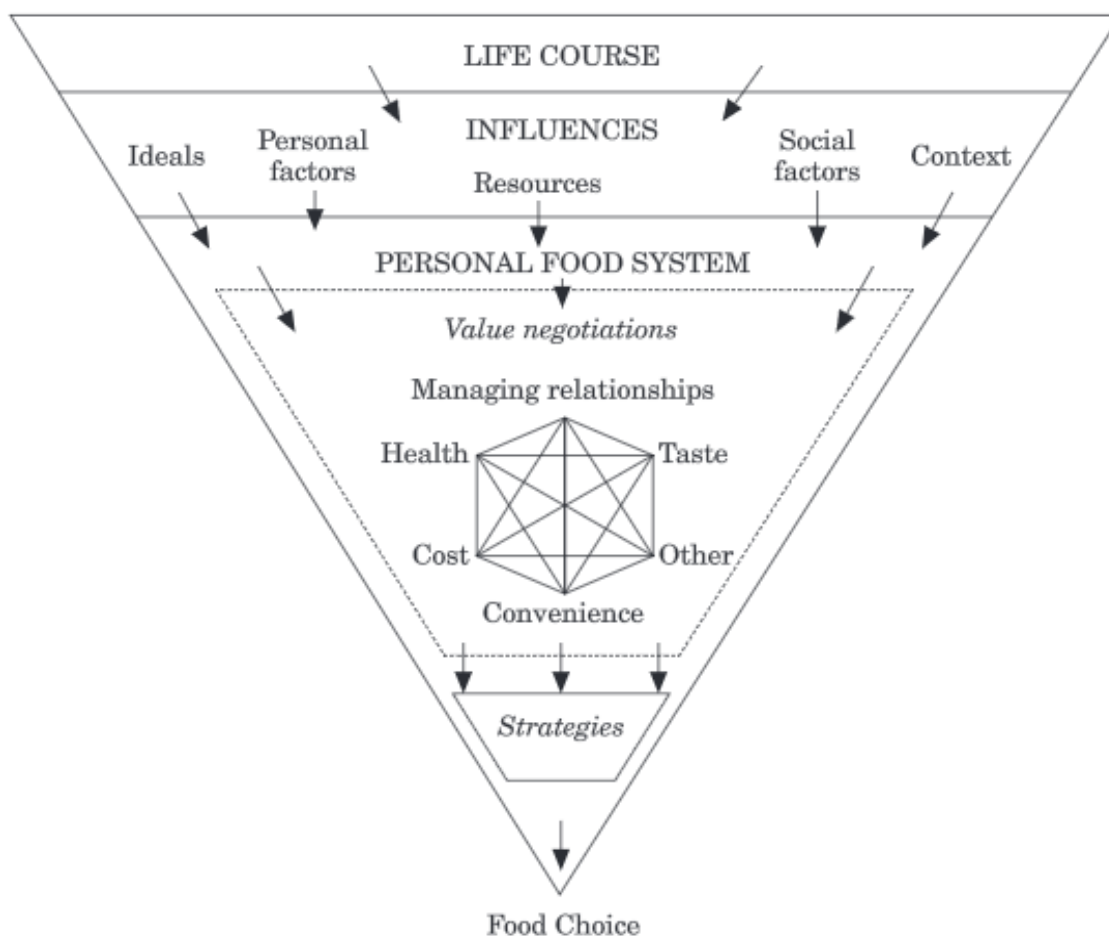 LIFE COURSE
INFLUENCES
Ideals
Personal
factors
Resources
Social
factors
Context
PERSONAL FOOD SYSTEM
Value negotiations
Managing relationships
Health
Taste
Cost
Other
Convenience
Strategies
Food Choice